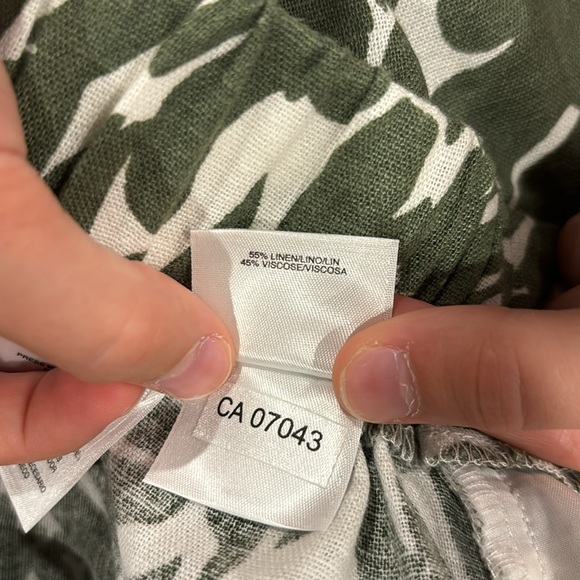 55% LINEN/LINO/LIN
45% VISCOSE/VISCOSA
CA 07043